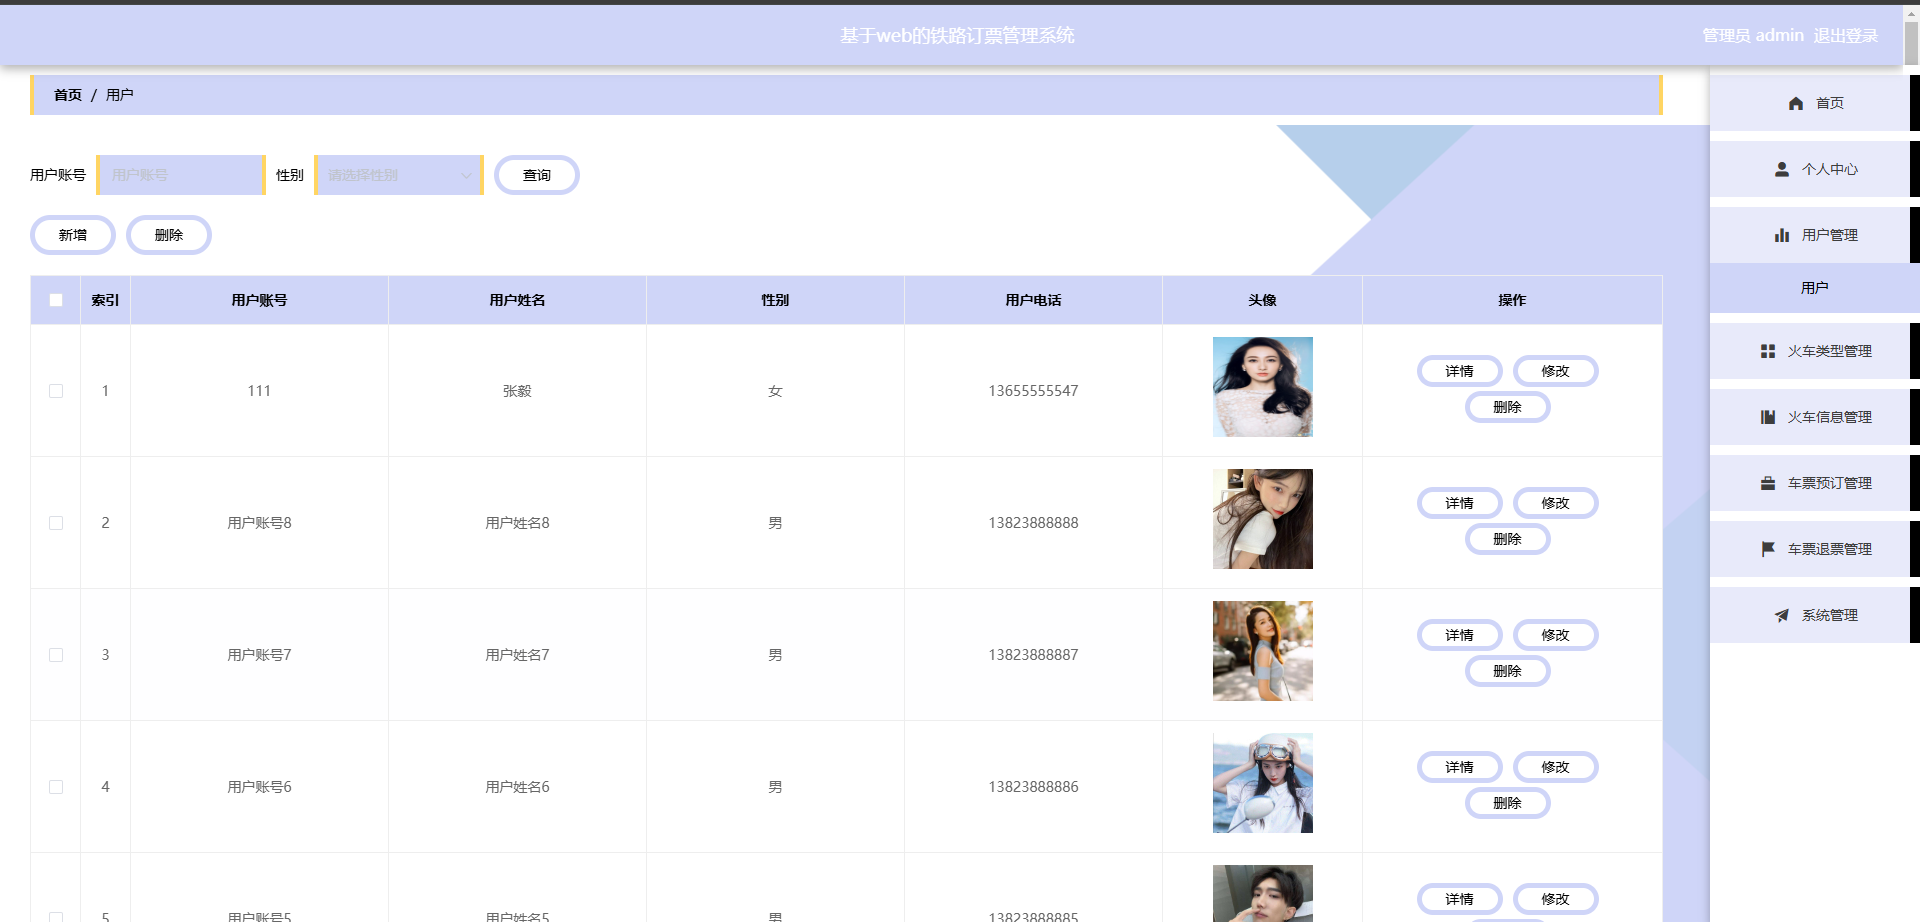 基于web的铁路订票管理系统
管理员 admin 退出登录
首页 / 用户
用户账号 用户账号 性别 请选择性别 查询
新增 删除
索引 用户账号 用户姓名 性别 用户电话 头像 操作
1 111 张毅 女 13655555547 详情 修改
删除
2 用户账号8 用户姓名8 男 13823888888 详情 修改
删除
3 用户账号7 用户姓名7 男 13823888887 详情 修改
删除
4 用户账号6 用户姓名6 男 13823888886 详情 修改
删除
5 用户账号5 用户姓名5 男 13823888885 详情 修改
首页
个人中心
用户管理
用户
火车类型管理
火车信息管理
车票预订管理
车票退票管理
系统管理